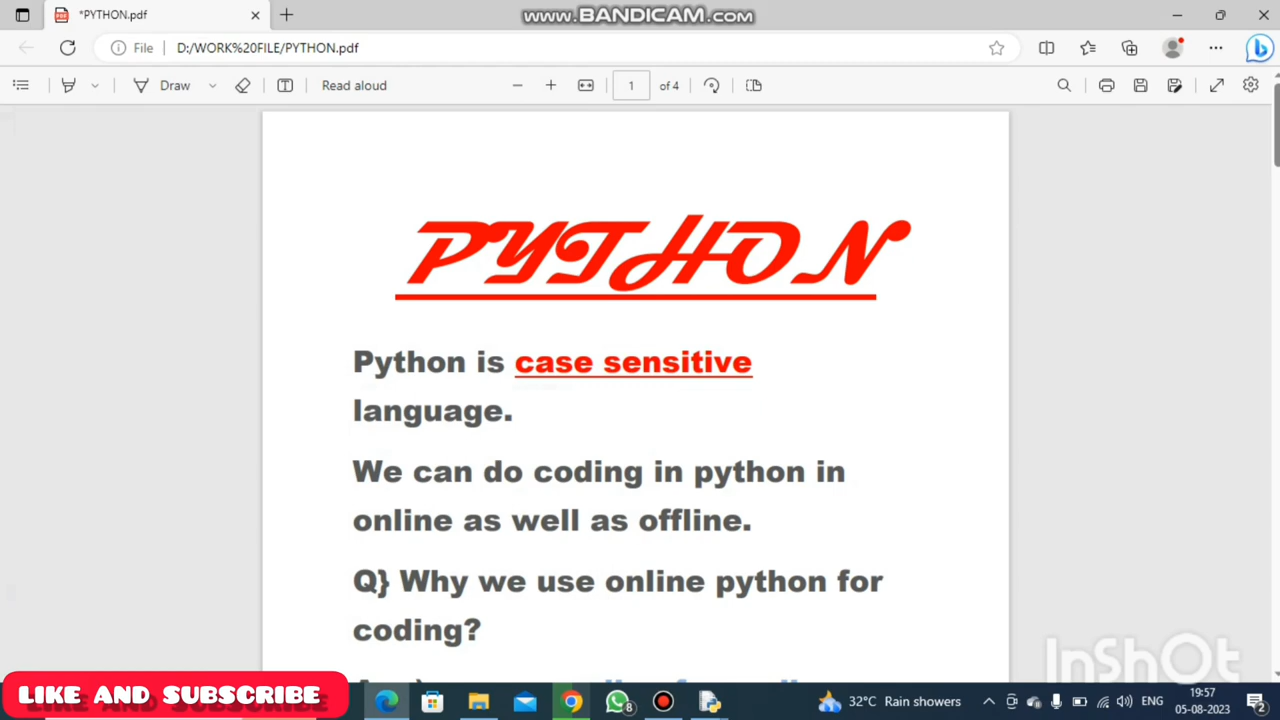 *PYTHON.pdf
www.BANDICAM.com
File D:/WORK%20FILE/PYTHON.pdf
Draw Read aloud 1 of 4
PYTHON
Python is case sensitive
language.
We can do coding in python in
online as well as offline.
Q} Why we use online python for
coding?
InShOt
LIKE AND SUBSCRIBE
8
32°C Rain showers
ENG
19:57
05-08-2023
2